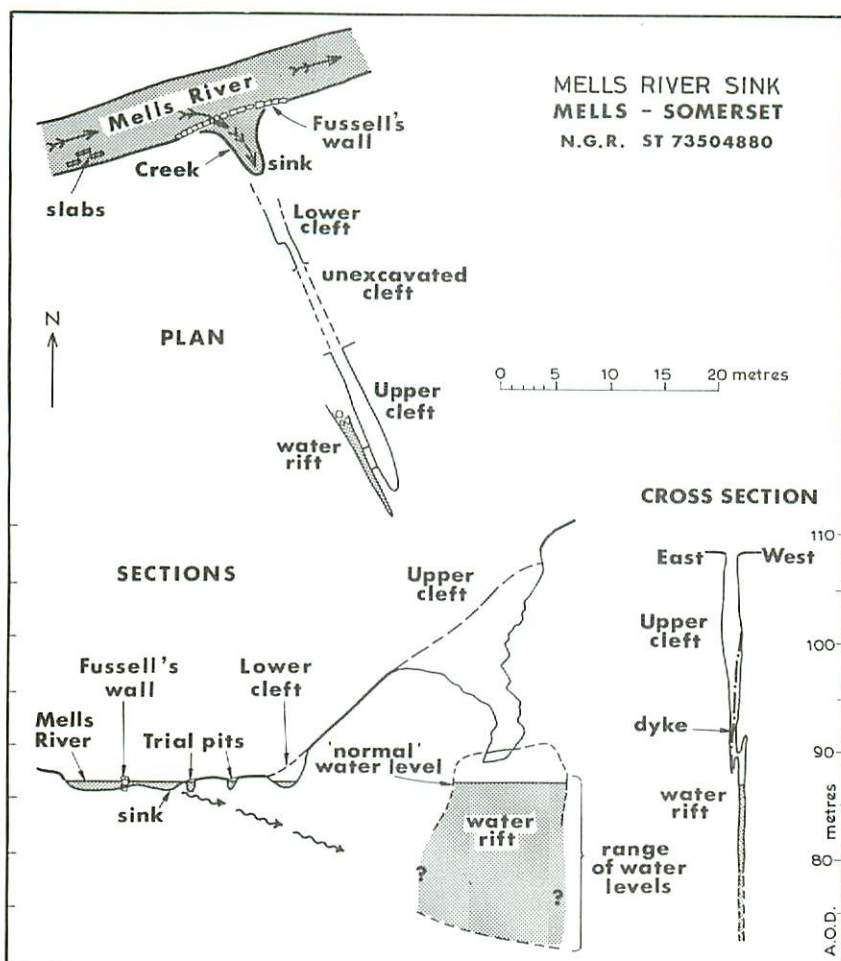 MELLS RIVER SINK
MELLS - SOMERSET
N.G.R. ST 73504880
Mells River
Fussell's
wall
Creek
sink
slabs
Lower
cleft
unexcavated
cleft
N
PLAN
0 5 10 15 20 metres
Upper
cleft
water
rift
CROSS SECTION
SECTIONS
Upper
cleft
Fussell's
wall
Lower
cleft
Mells
River
Trial pits
'normal'
water level
sink
water
rift
?
?
range
of water
levels
East
West
Upper
cleft
dyke
water
rift
110
100
90
80
metres
A.O.D.